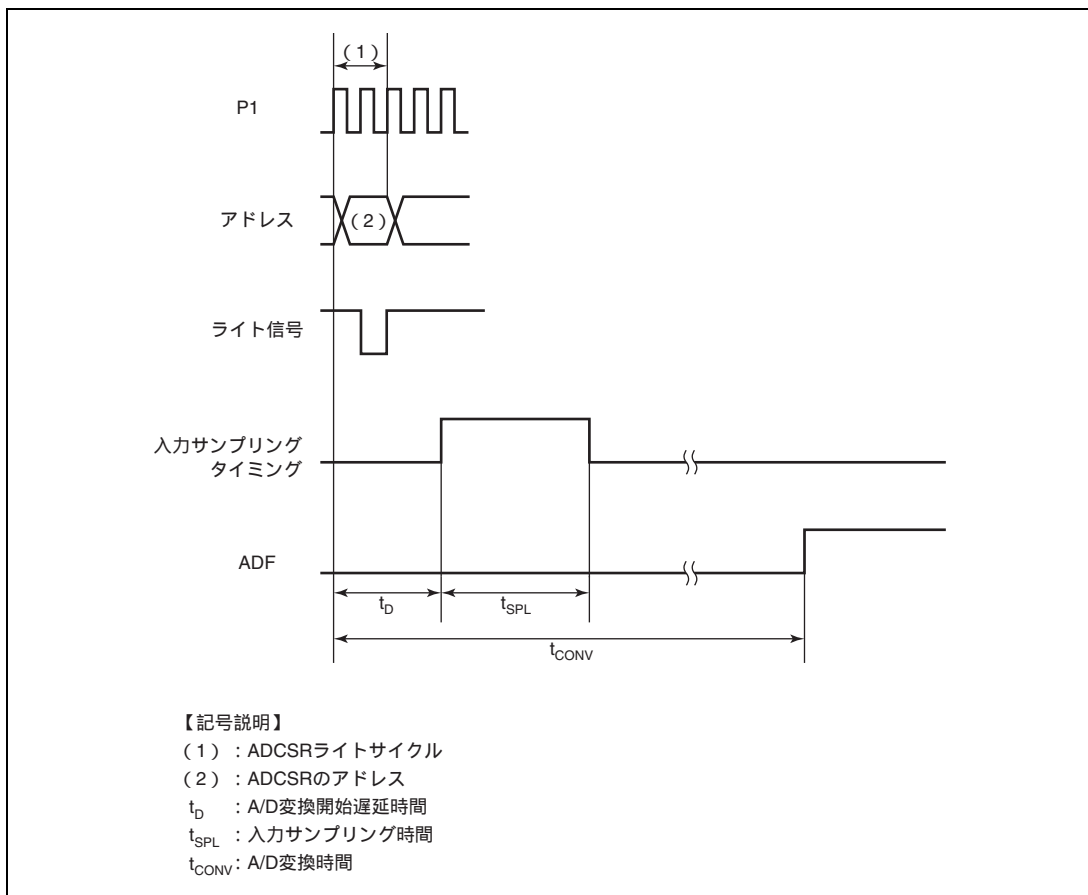 (1)
P1
アドレス
(2)
ライト信号
入力サンプリング
タイミング
ADF
tD
tSPL
tCONV
【記号説明】
(1):ADCSRライトサイクル
(2):ADCSRのアドレス
tD :A/D変換開始遅延時間
tSPL :入力サンプリング時間
tCONV:A/D変換時間